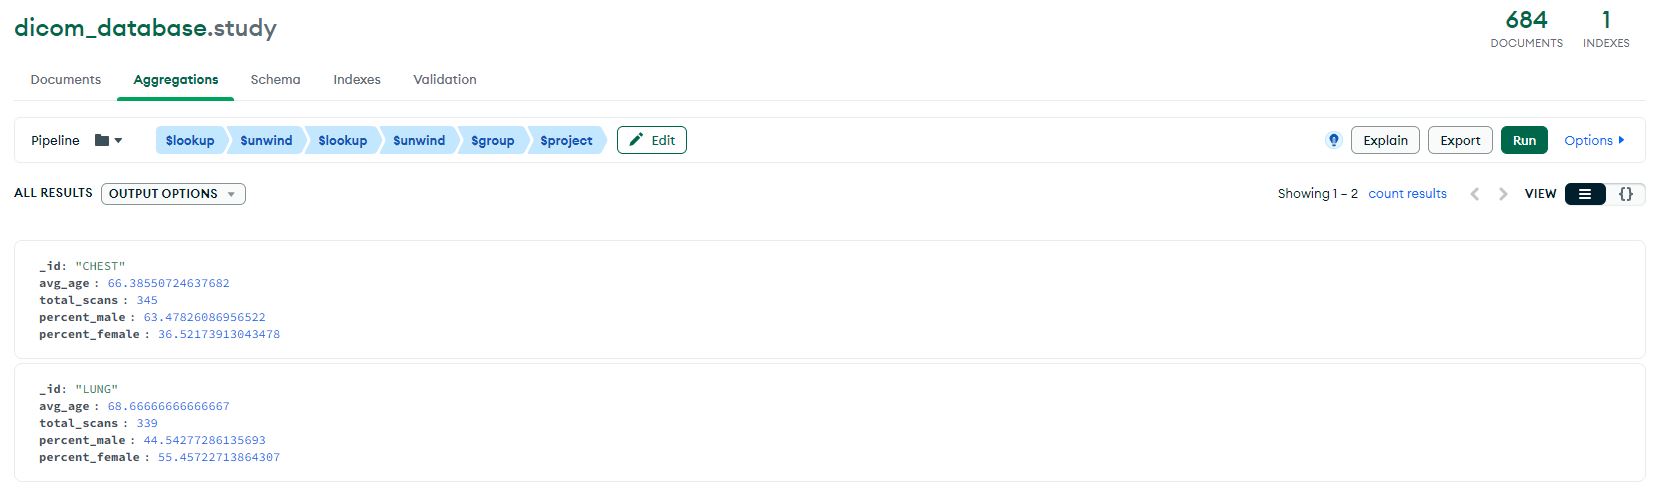 dicom_database.study
684 DOCUMENTS
1 INDEXES
Documents Aggregations Schema Indexes Validation
Pipeline $lookup $unwind $lookup $unwind $group $project Edit Explain Export Run Options
ALL RESULTS OUTPUT OPTIONS Showing 1 – 2 count results VIEW {}
_id: "CHEST"
avg_age : 66.38550724637682
total_scans : 345
percent_male : 63.47826086956522
percent_female : 36.52173913043478
_id: "LUNG"
avg_age : 68.66666666666667
total_scans : 339
percent_male : 44.54277286135693
percent_female : 55.45722713864307